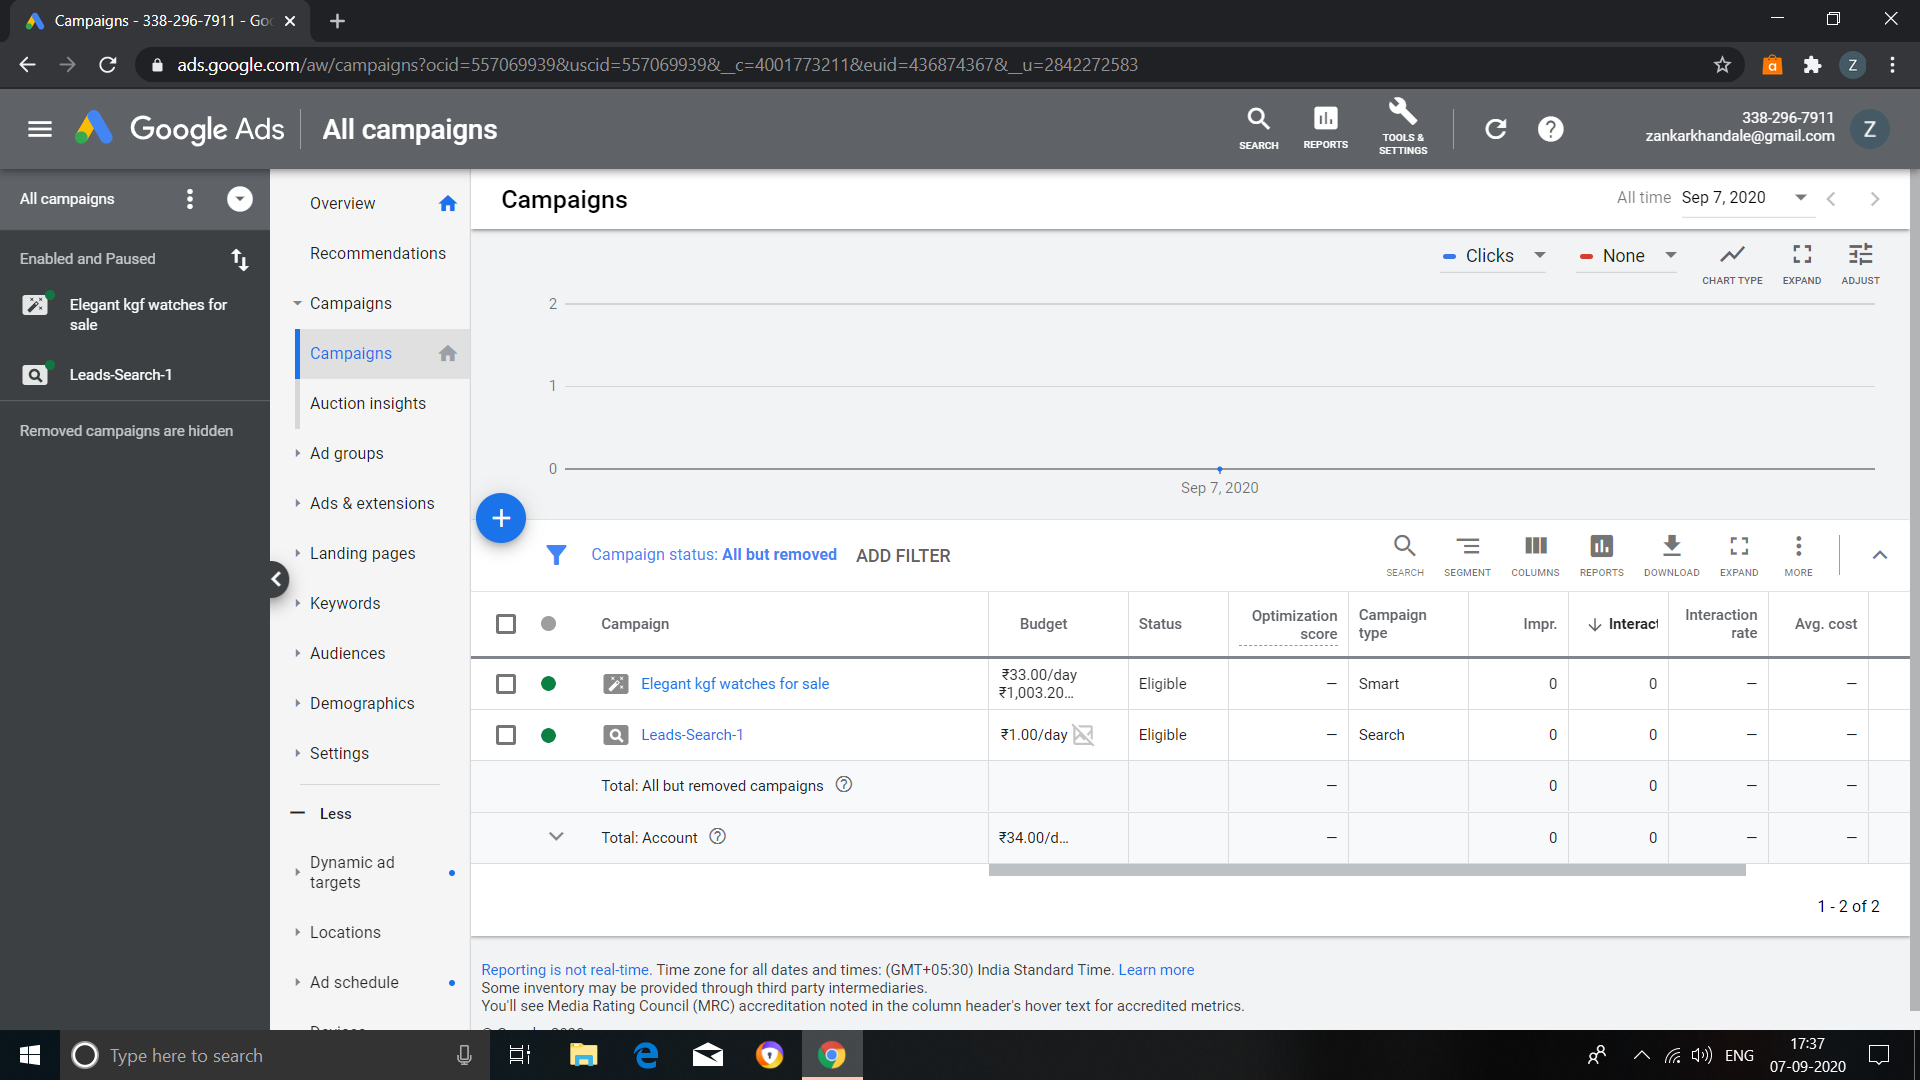 Campaigns - 338-296-7911 - Goo
ads.google.com/aw/campaigns?ocid=557069939&uscid=557069939&__c=4001773211&euid=436874367&__u=2842272583
Z
Google Ads
All campaigns
SEARCH
REPORTS
TOOLS &
SETTINGS
338-296-7911
zankarkhandale@gmail.com
Z
All campaigns
Enabled and Paused
Elegant kgf watches for
sale
Leads-Search-1
Removed campaigns are hidden
Overview
Recommendations
Campaigns
Campaigns
Auction insights
Ad groups
Ads & extensions
Landing pages
Keywords
Audiences
Demographics
Settings
Less
Dynamic ad
targets
Locations
Ad schedule
Campaigns
All time Sep 7, 2020
Clicks
None
CHART TYPE
EXPAND
ADJUST
2
1
0
Sep 7, 2020
Campaign status: All but removed
ADD FILTER
SEARCH
SEGMENT
COLUMNS
REPORTS
DOWNLOAD
EXPAND
MORE
Campaign Budget Status Optimization score Campaign type Impr. Interact Interaction rate Avg. cost
Elegant kgf watches for sale ₹33.00/day ₹1,003.20... Eligible — Smart 0 0 — —
Leads-Search-1 ₹1.00/day Eligible — Search 0 0 — —
Total: All but removed campaigns — 0 0 — —
Total: Account ₹34.00/d... — 0 0 — —
1 - 2 of 2
Reporting is not real-time. Time zone for all dates and times: (GMT+05:30) India Standard Time. Learn more
Some inventory may be provided through third party intermediaries.
You'll see Media Rating Council (MRC) accreditation noted in the column header's hover text for accredited metrics.
Type here to search
ENG
17:37
07-09-2020